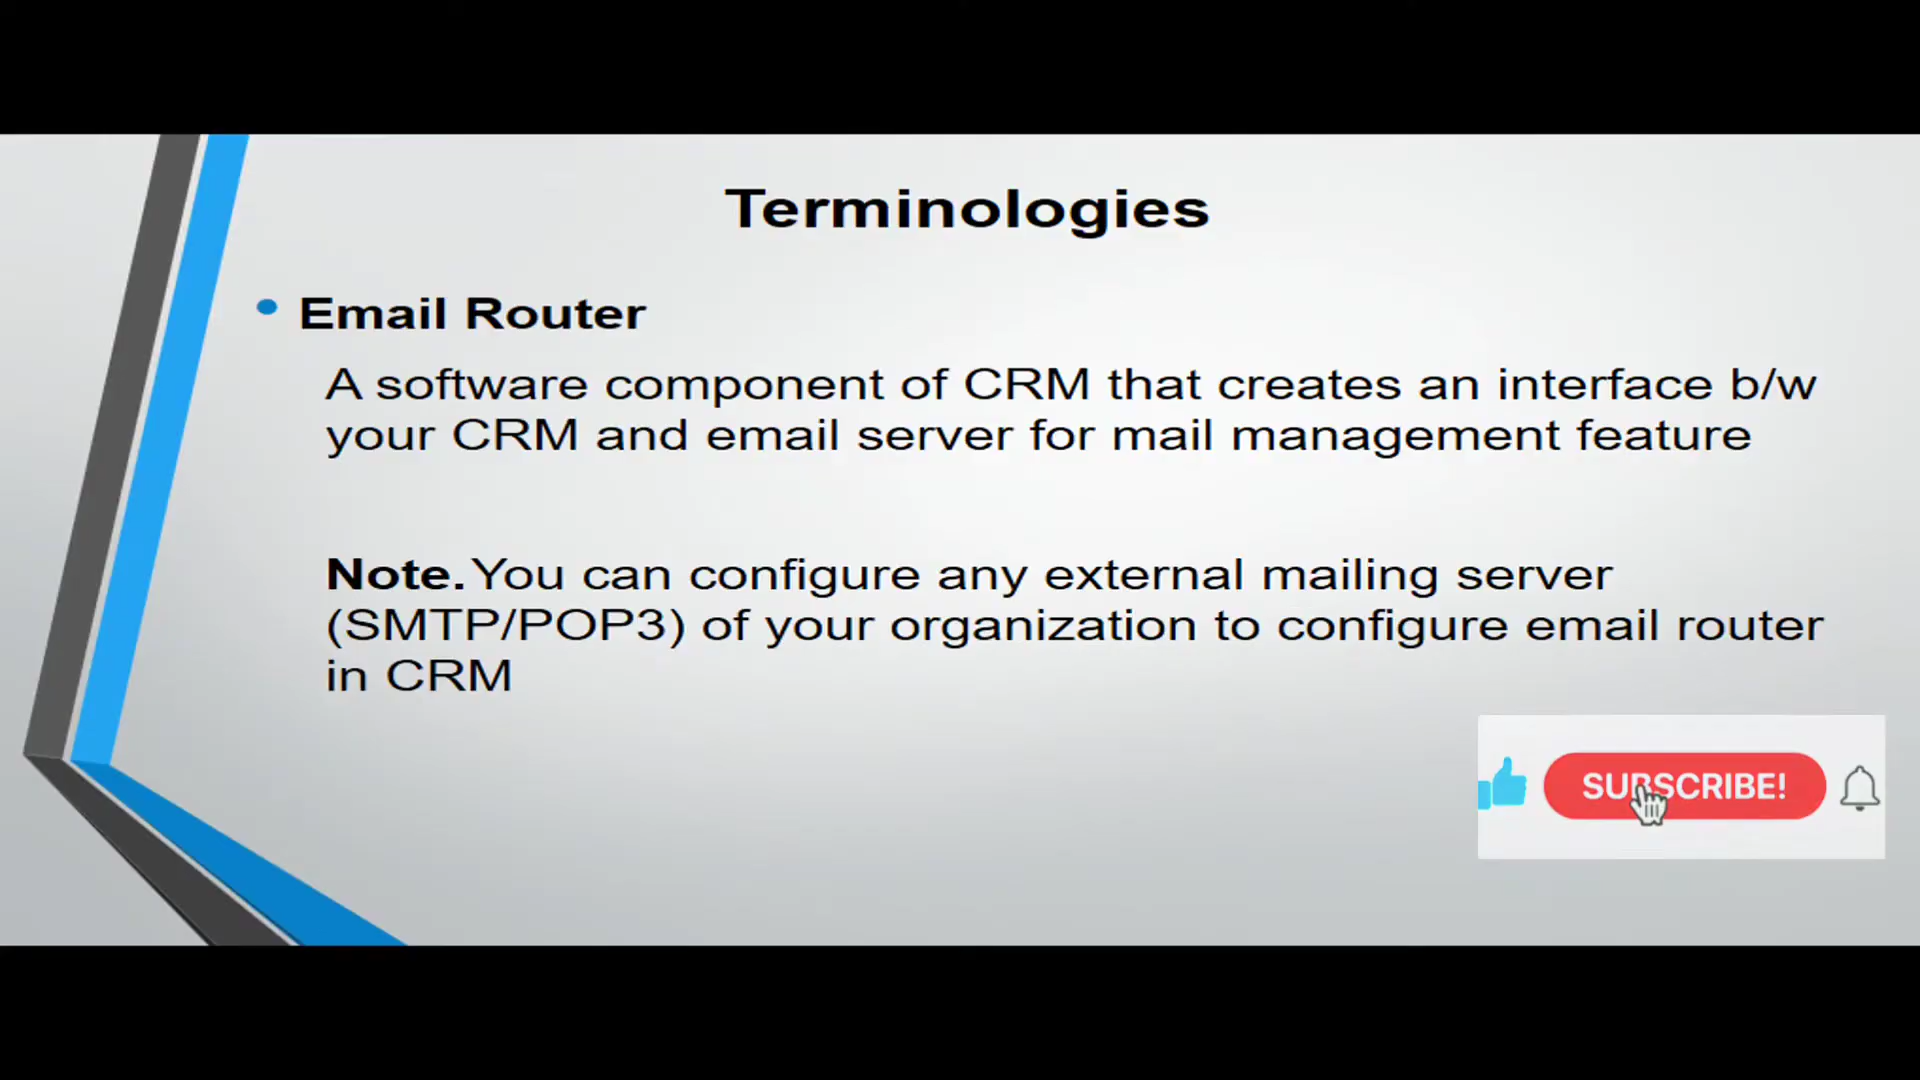 Terminologies
Email Router
A software component of CRM that creates an interface b/w
your CRM and email server for mail management feature
Note. You can configure any external mailing server
(SMTP/POP3) of your organization to configure email router
in CRM
SUBSCRIBE!